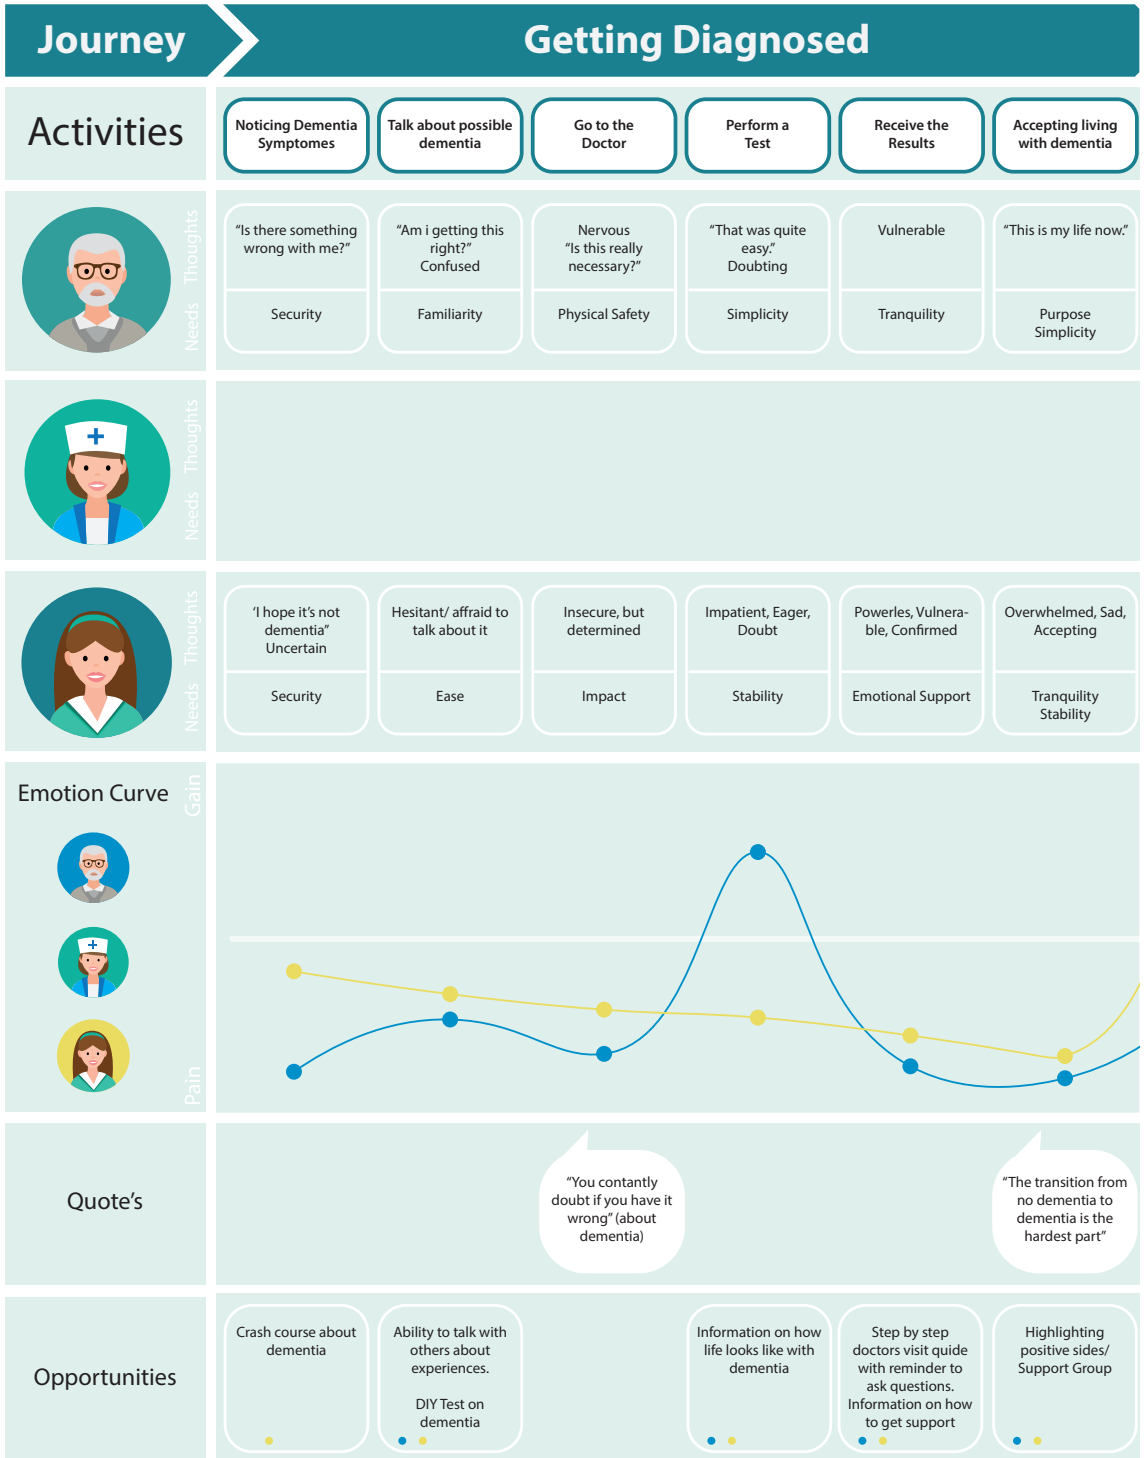 Journey
Getting Diagnosed
Activities
Noticing Dementia
Symptomes
Talk about possible
dementia
Go to the
Doctor
Perform a
Test
Receive the
Results
Accepting living
with dementia
Thoughts
Needs
“Is there something
wrong with me?”
Security
“Am i getting this
right?”
Confused
Familiarity
Nervous
“Is this really
necessary?”
Physical Safety
“That was quite
easy.”
Doubting
Simplicity
Vulnerable
Tranquility
“This is my life now.”
Purpose
Simplicity
Thoughts
Needs
Thoughts
Needs
‘I hope it’s not
dementia”
Uncertain
Security
Hesitant/ affraid to
talk about it
Ease
Insecure, but
determined
Impact
Impatient, Eager,
Doubt
Stability
Powerles, Vulnera-
ble, Confirmed
Emotional Support
Overwhelmed, Sad,
Accepting
Tranquility
Stability
Emotion Curve
Gain
Pain
Quote’s
“You contantly
doubt if you have it
wrong” (about
dementia)
“The transition from
no dementia to
dementia is the
hardest part”
Opportunities
Crash course about
dementia
Ability to talk with
others about
experiences.
DIY Test on
dementia
Information on how
life looks like with
dementia
Step by step
doctors visit quide
with reminder to
ask questions.
Information on how
to get support
Highlighting
positive sides/
Support Group